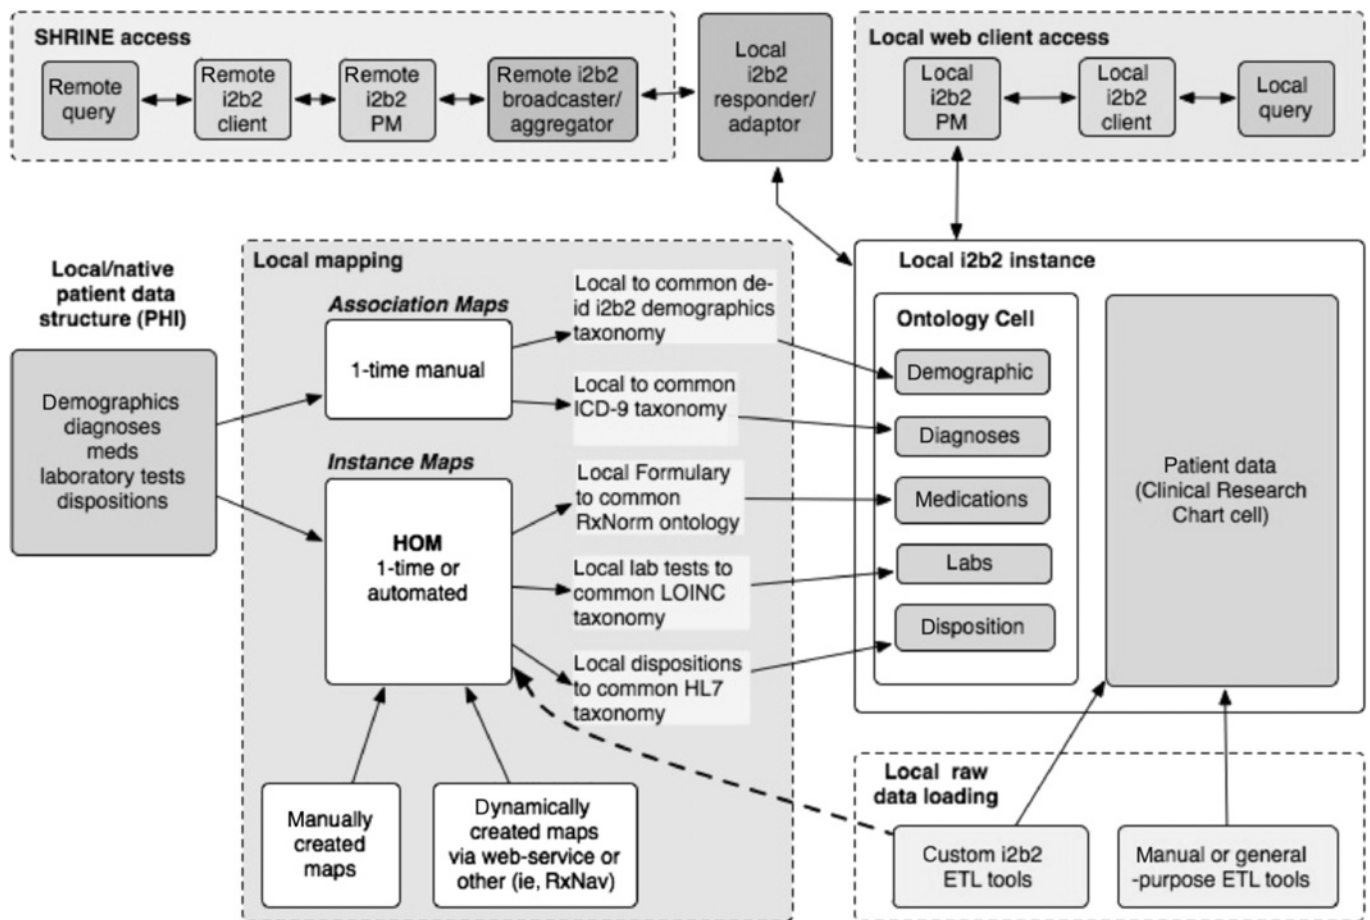 SHRINE access
Remote
query
Remote
i2b2
client
Remote
i2b2
PM
Remote i2b2
broadcaster/
aggregator
Local
i2b2
responder/
adaptor
Local web client access
Local
i2b2
PM
Local
i2b2
client
Local
query
Local/native
patient data
structure (PHI)
Demographics
diagnoses
meds
laboratory tests
dispositions
Local mapping
Association Maps
1-time manual
Instance Maps
HOM
1-time or
automated
Local to common de-
id i2b2 demographics
taxonomy
Local to common
ICD-9 taxonomy
Local Formulary
to common
RxNorm ontology
Local lab tests to
common LOINC
taxonomy
Local dispositions
to common HL7
taxonomy
Manually
created
maps
Dynamically
created maps
via web-service or
other (ie, RxNav)
Local i2b2 instance
Ontology Cell
Demographic
Diagnoses
Medications
Labs
Disposition
Patient data
(Clinical Research
Chart cell)
Local raw
data loading
Custom i2b2
ETL tools
Manual or general
-purpose ETL tools